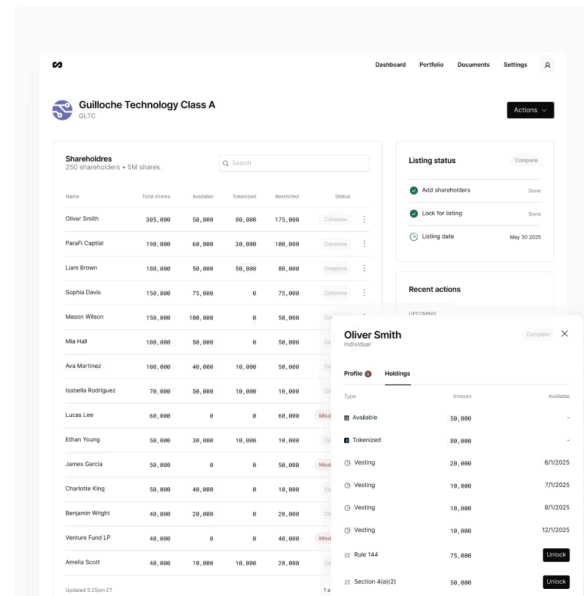 Dashboard Portfolio Documents Settings
Guilloche Technology Class A
GLTC
Actions
Shareholdres
250 shareholders • 5M shares
Search
Name Total shares Available Tokenized Restricted Status
Oliver Smith 305,000 50,000 80,000 175,000 Complete
ParaFi Captial 190,000 60,000 30,000 100,000 Complete
Liam Brown 180,000 50,000 50,000 80,000 Complete
Sophia Davis 150,000 75,000 0 75,000 Complete
Mason Wilson 150,000 100,000 0 50,000
Mia Hall 100,000 50,000 0 50,000
Ava Martinez 100,000 40,000 10,000 50,000
Isabella Rodriguez 70,000 50,000 10,000 10,000
Lucas Lee 60,000 0 0 60,000
Ethan Young 50,000 30,000 10,000 10,000
James Garcia 50,000 0 0 50,000
Charlotte King 50,000 40,000 0 10,000
Benjamin Wright 40,000 20,000 0 20,000
Venture Fund LP 40,000 0 0 40,000
Amelia Scott 40,000 10,000 10,000 20,000
Updated 5:25pm ET
Listing status Complete
Add shareholders Done
Lock for listing Done
Listing date May 30 2025
Recent actions
UPCOMING
Oliver Smith Complete
Individual
Profile Holdings
Type Amount Available
Available 50,000 -
Tokenized 80,000 -
Vesting 20,000 6/1/2025
Vesting 10,000 7/1/2025
Vesting 10,000 8/1/2025
Vesting 10,000 12/1/2025
Rule 144 75,000 Unlock
Section 4(a)(2) 50,000 Unlock